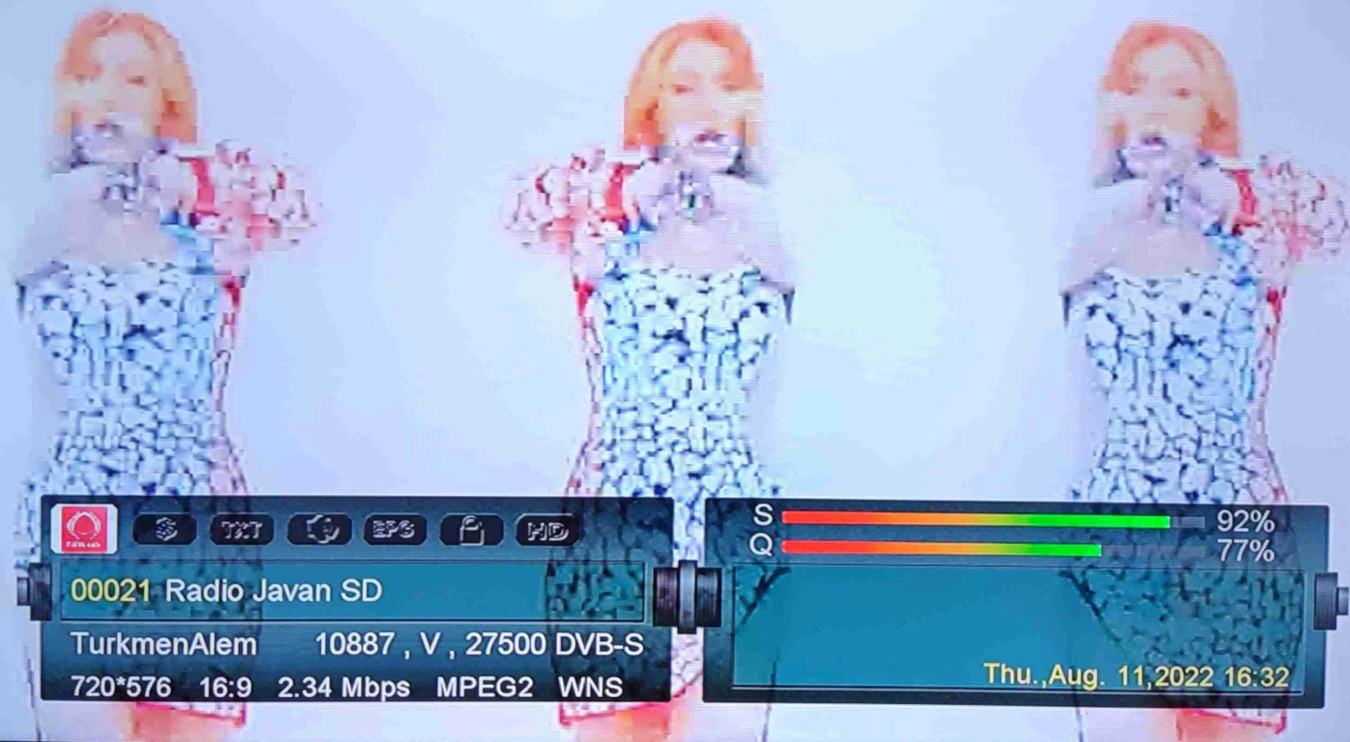 $ TXT EPG HD
00021 Radio Javan SD
TurkmenAlem 10887 , V , 27500 DVB-S
720*576 16:9 2.34 Mbps MPEG2 WNS
S 92%
Q 77%
Thu.,Aug. 11,2022 16:32